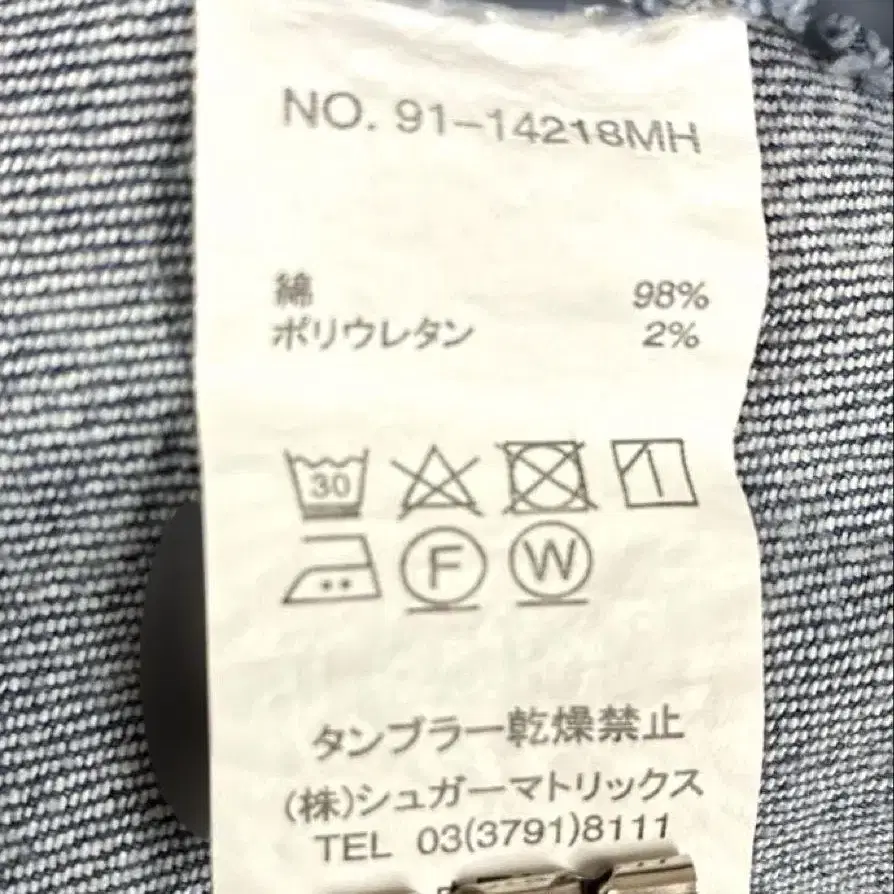 NO. 91-14218MH
綿 98%
ポリウレタン 2%
30
F W
タンブラー乾燥禁止
(株)シュガーマトリックス
TEL 03(3791)8111